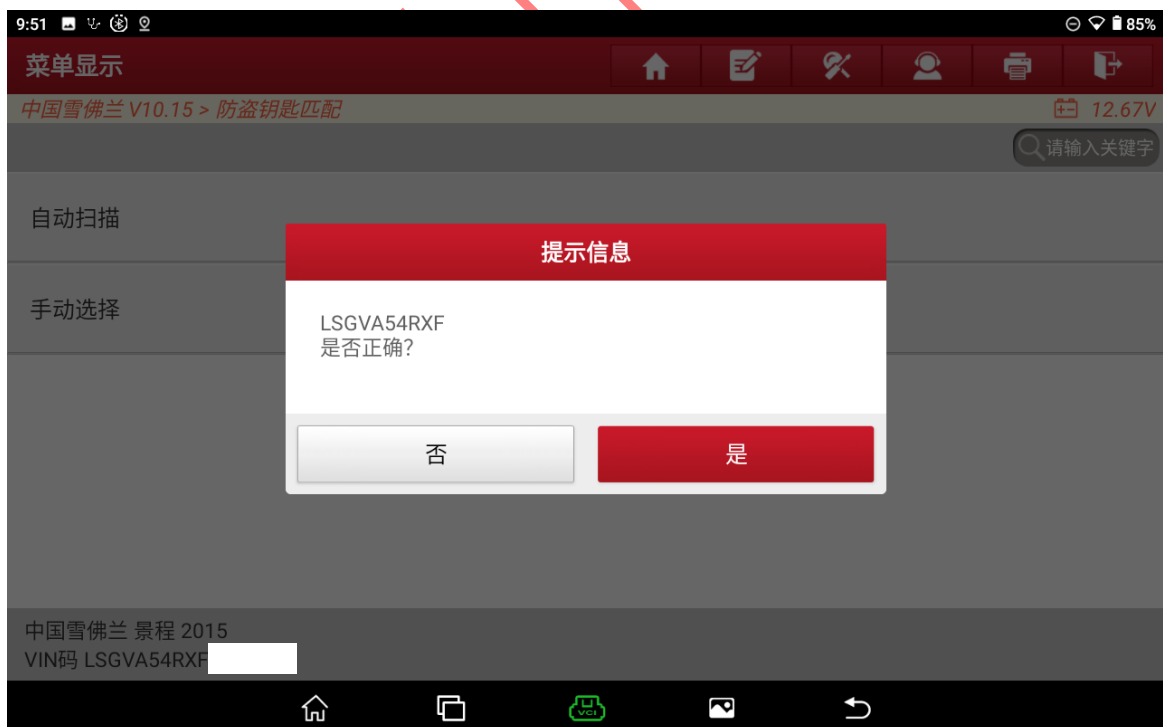 9:51
85%
菜单显示
中国雪佛兰 V10.15 > 防盗钥匙匹配
12.67V
请输入关键字
自动扫描
手动选择
提示信息
LSGVA54RXF
是否正确?
否
是
中国雪佛兰 景程 2015
VIN码 LSGVA54RXF
VCI